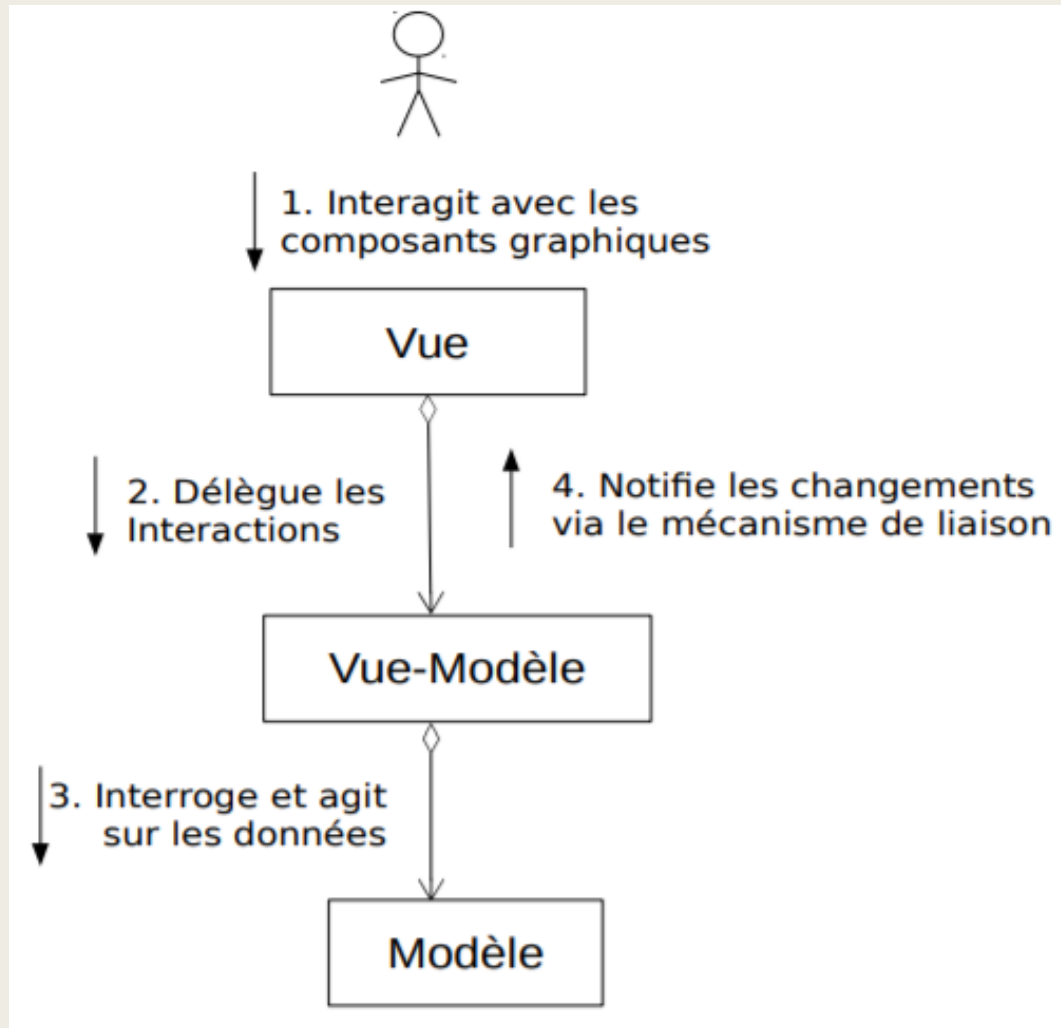 1. Interagit avec les
composants graphiques
Vue
2. Délègue les
Interactions
4. Notifie les changements
via le mécanisme de liaison
Vue-Modèle
3. Interroge et agit
sur les données
Modèle